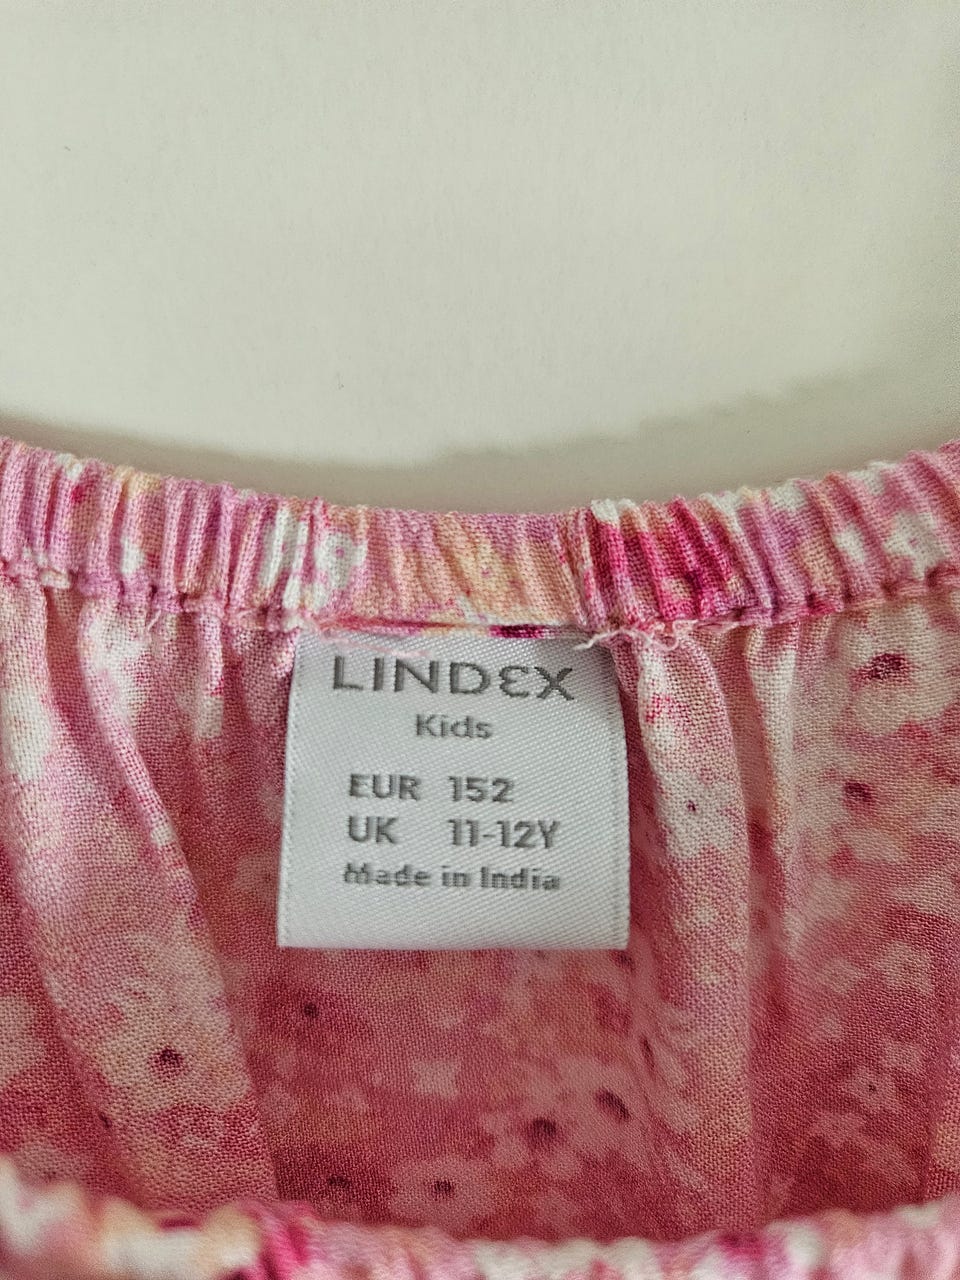 LINDEX
Kids
EUR 152
UK 11-12Y
Made in India